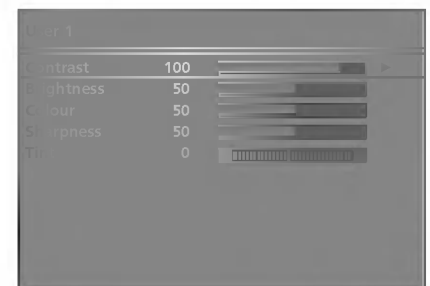 User 1
Contrast 100
Brightness 50
Colour 50
Sharpness 50
Tint 0